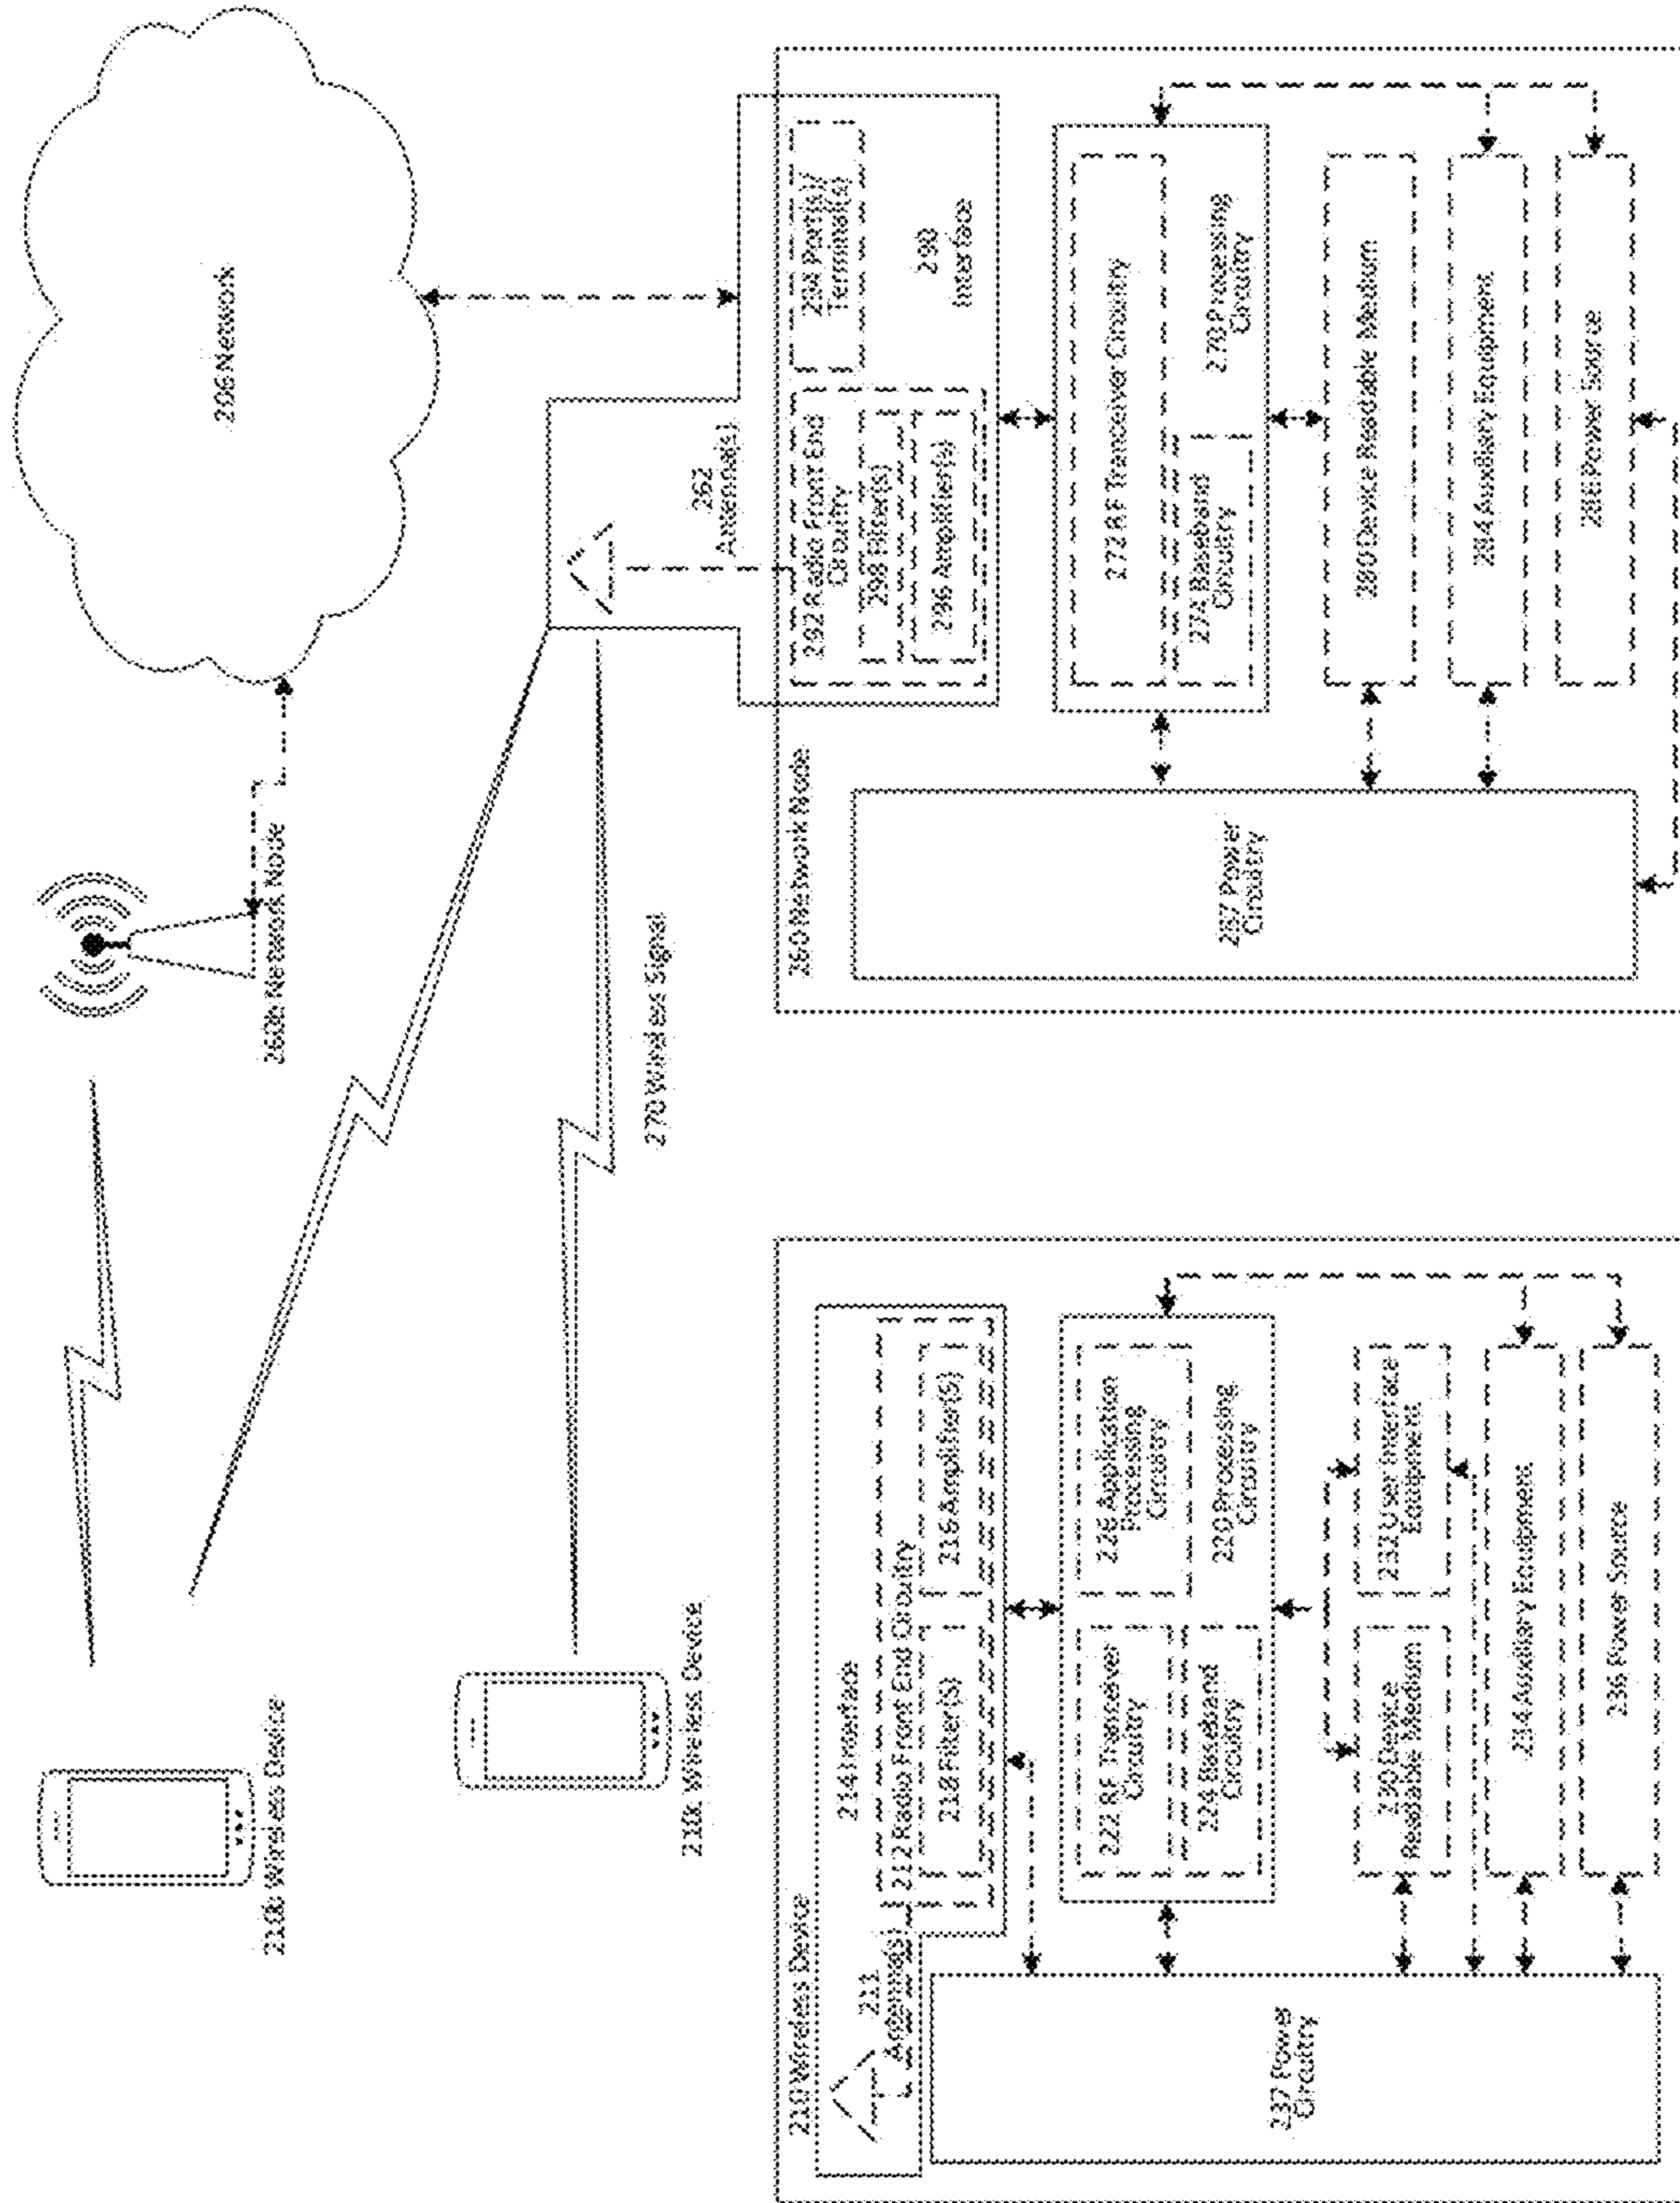 206 Network
260b Network Node
210b Wireless Device
210c Wireless Device
270 Wireless Signal
262
Antenna(s)
260 Network Node
292 Radio Front End
Circuitry
298 Filter(s)
296 Amplifier(s)
294 Port(s)/
Terminal(s)
290
Interface
272 RF Tranceiver Circuitry
274 Baseband
Circuitry
270 Processing
Circuitry
280 Device Readable Medium
284 Auxiliary Equipment
286 Power Source
287 Power
Circuitry
210 Wireless Device
211
Antenna(s)
214 Interface
212 Radio Front End Circuitry
218 Filter(S)
216 Amplifier(S)
222 RF Tranceiver
Circuitry
224 BaseBand
Circuitry
226 Application
Processing
Circuitry
220 Processing
Circuitry
230 Device
Readable Medium
232 User Interface
Equipment
234 Auxiliary Equipment
236 Power Source
237 Power
Circuitry